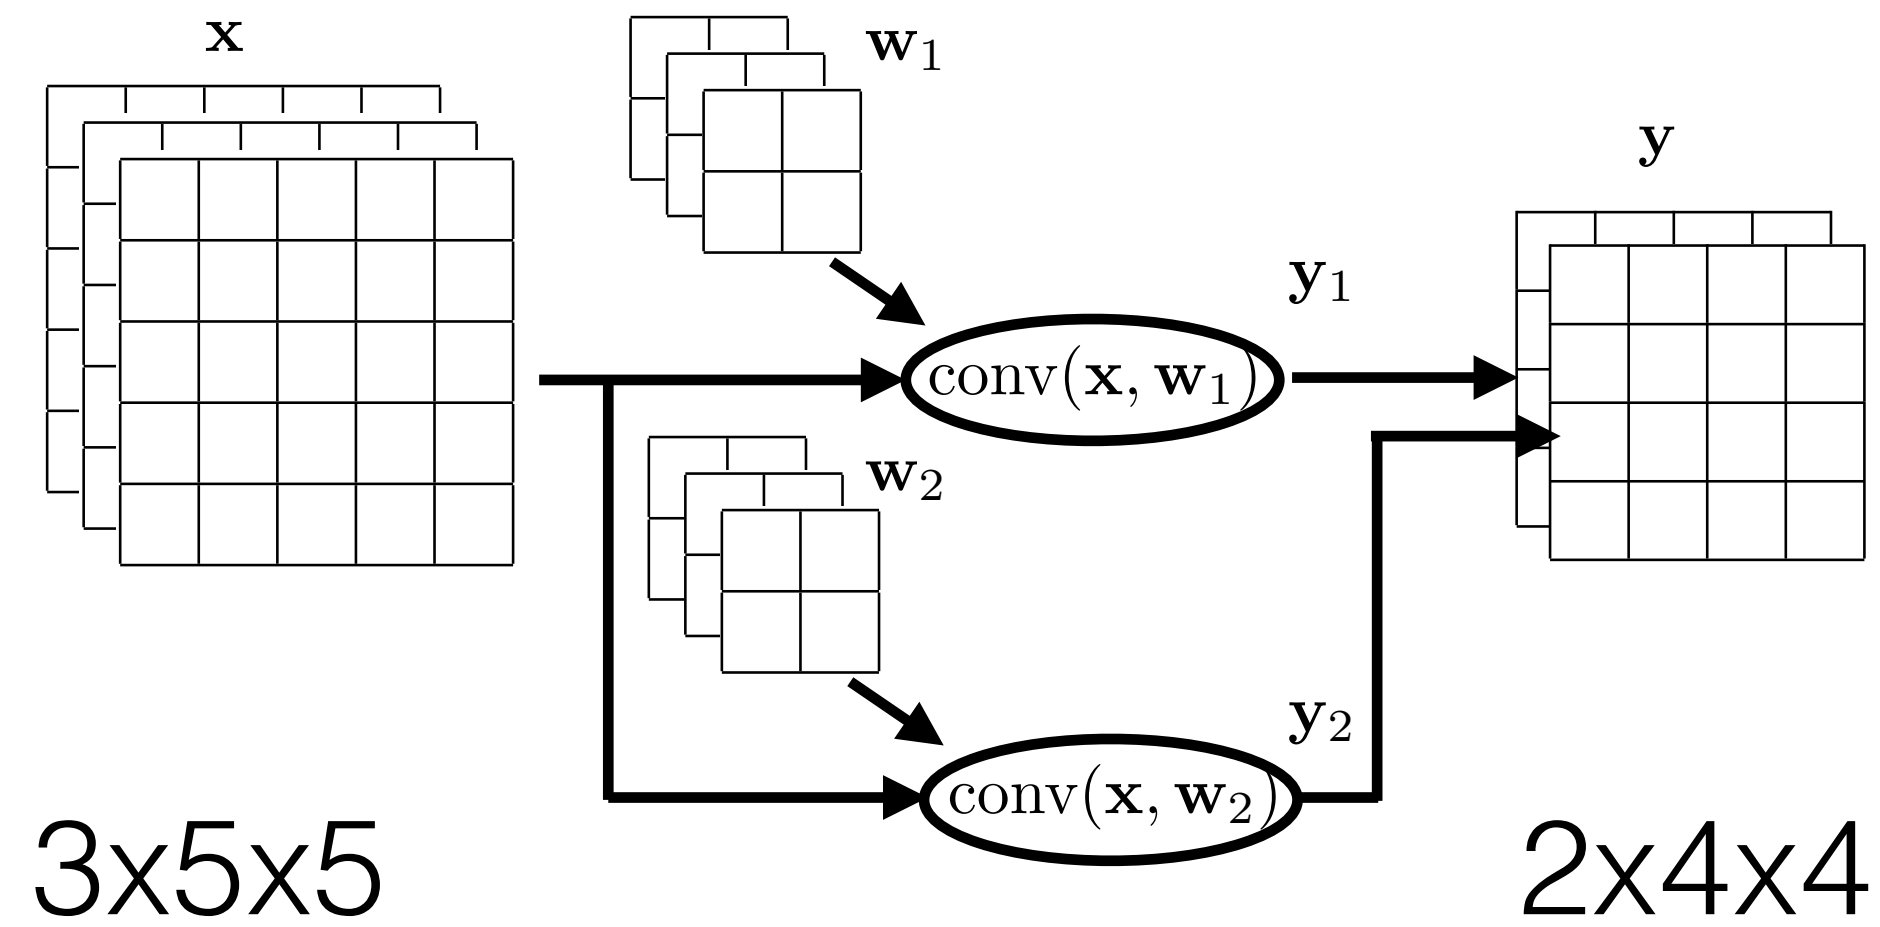 x
w₁
y
y₁
conv(x, w₁)
w₂
y₂
conv(x, w₂)
3x5x5
2x4x4